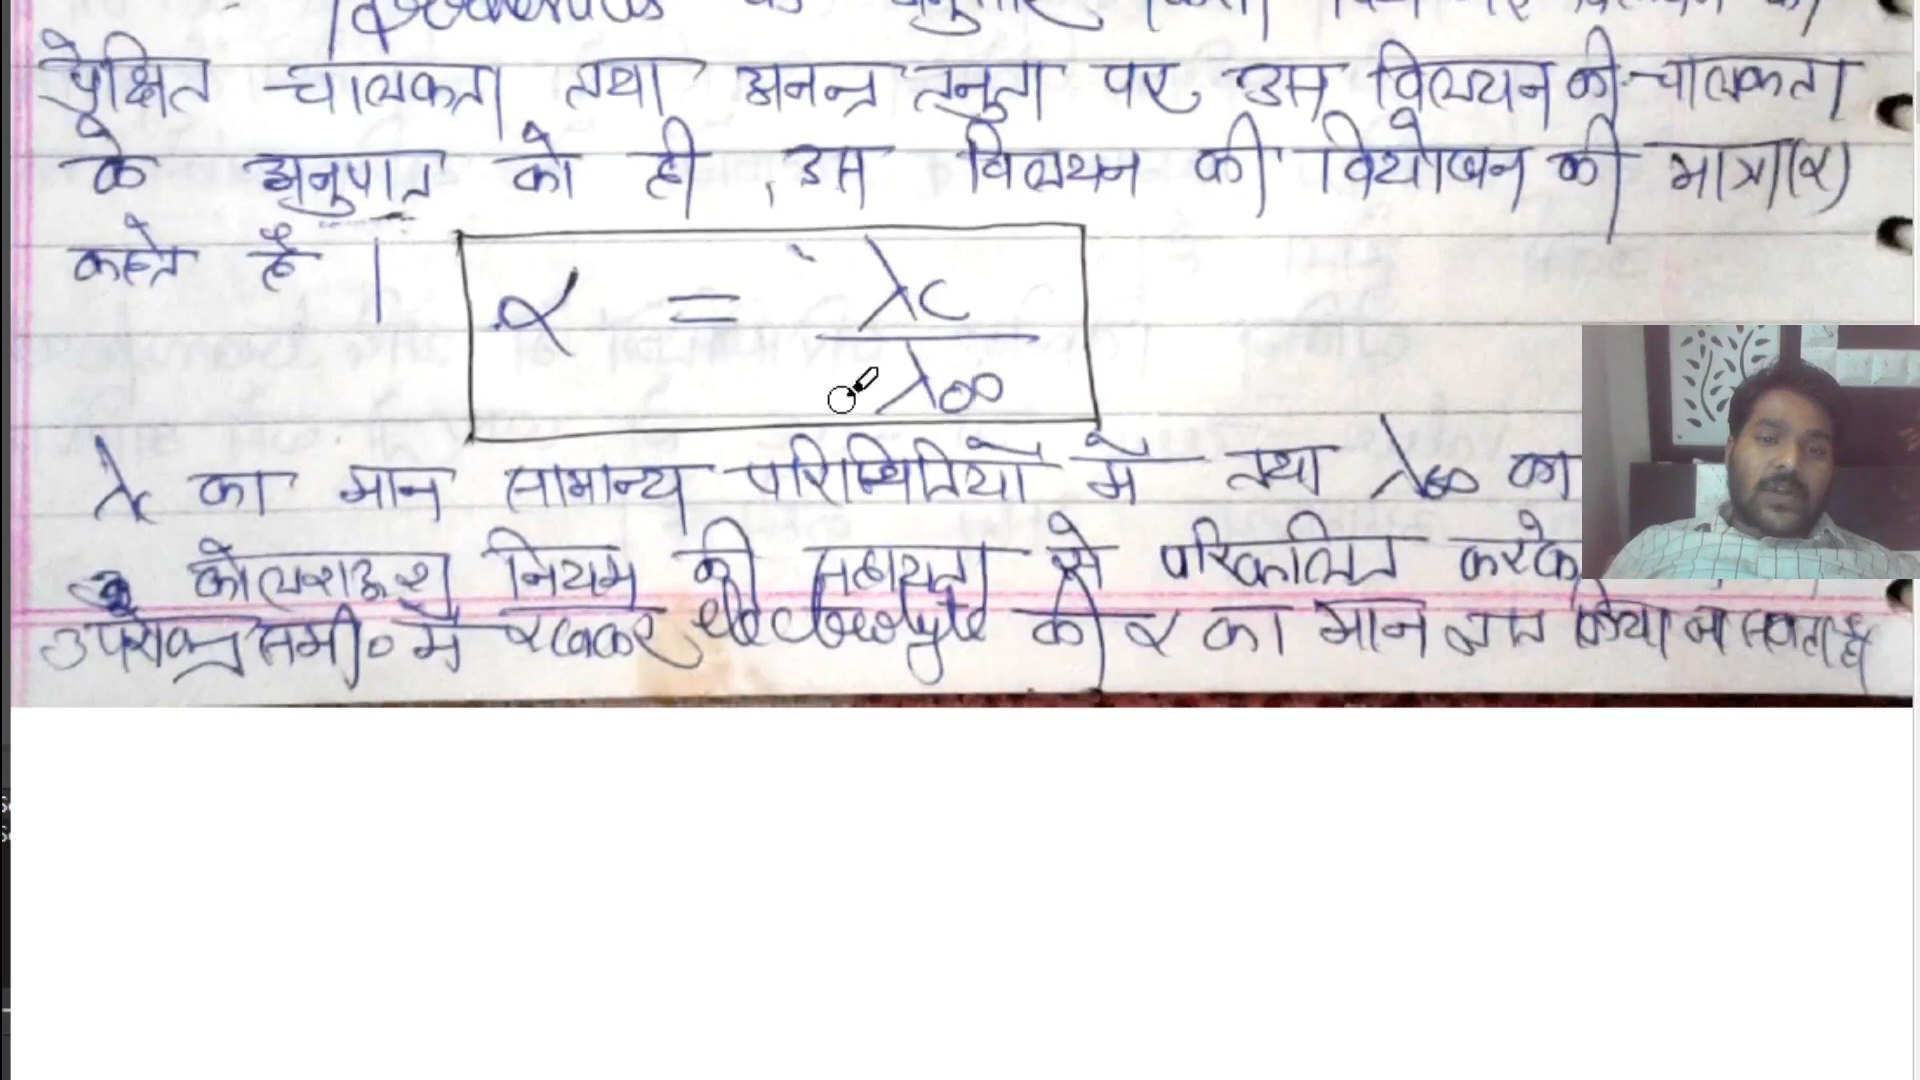 प्रेक्षित चालकता तथा अनन्त तनुता पर उस विलयन की चालकता
के अनुपात को ही, उस विलयन की वियोजन की मात्रा(α)
कहते है |
α = λc / λ∞
λc का मान सामान्य परिस्थितियों में तथा λ∞ का
कोलराऊश नियम की सहायता से परिकलित करके
उपरोक्त समी० में रखकर electrolyte की α का मान ज्ञात किया जा सकता है